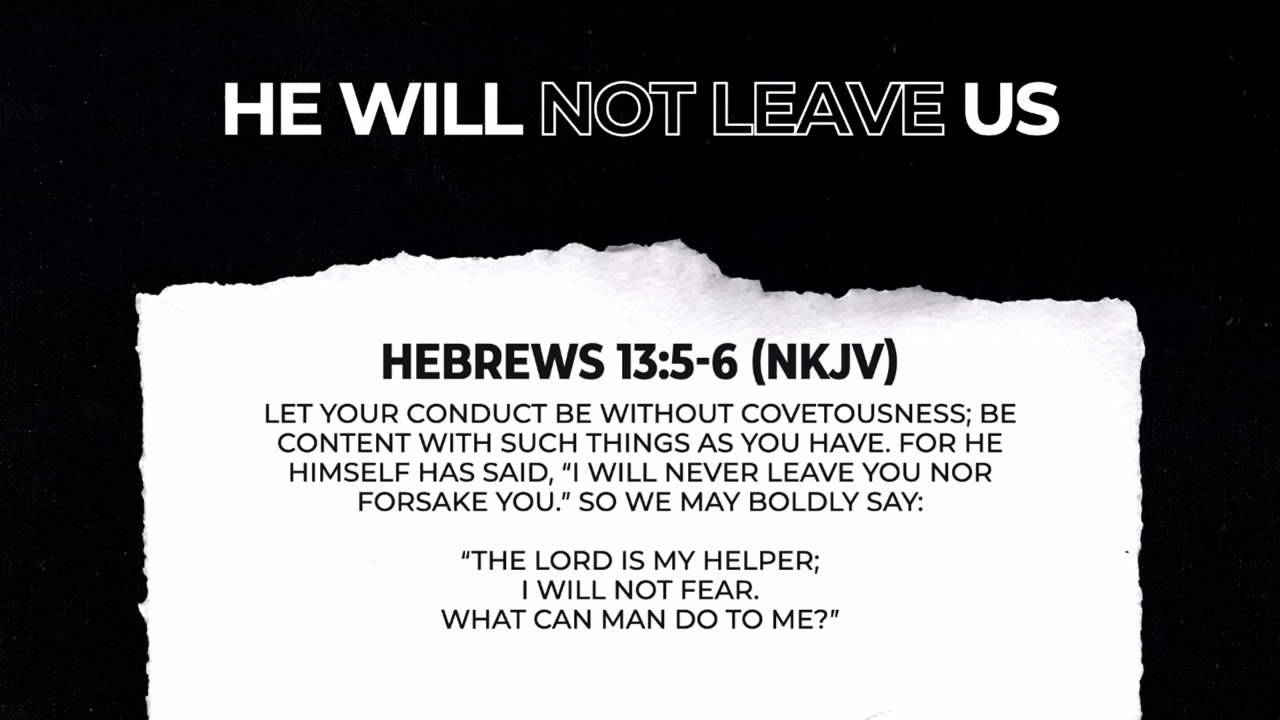 HE WILL NOT LEAVE US
HEBREWS 13:5-6 (NKJV)
LET YOUR CONDUCT BE WITHOUT COVETOUSNESS; BE
CONTENT WITH SUCH THINGS AS YOU HAVE. FOR HE
HIMSELF HAS SAID, “I WILL NEVER LEAVE YOU NOR
FORSAKE YOU.” SO WE MAY BOLDLY SAY:
“THE LORD IS MY HELPER;
I WILL NOT FEAR.
WHAT CAN MAN DO TO ME?”